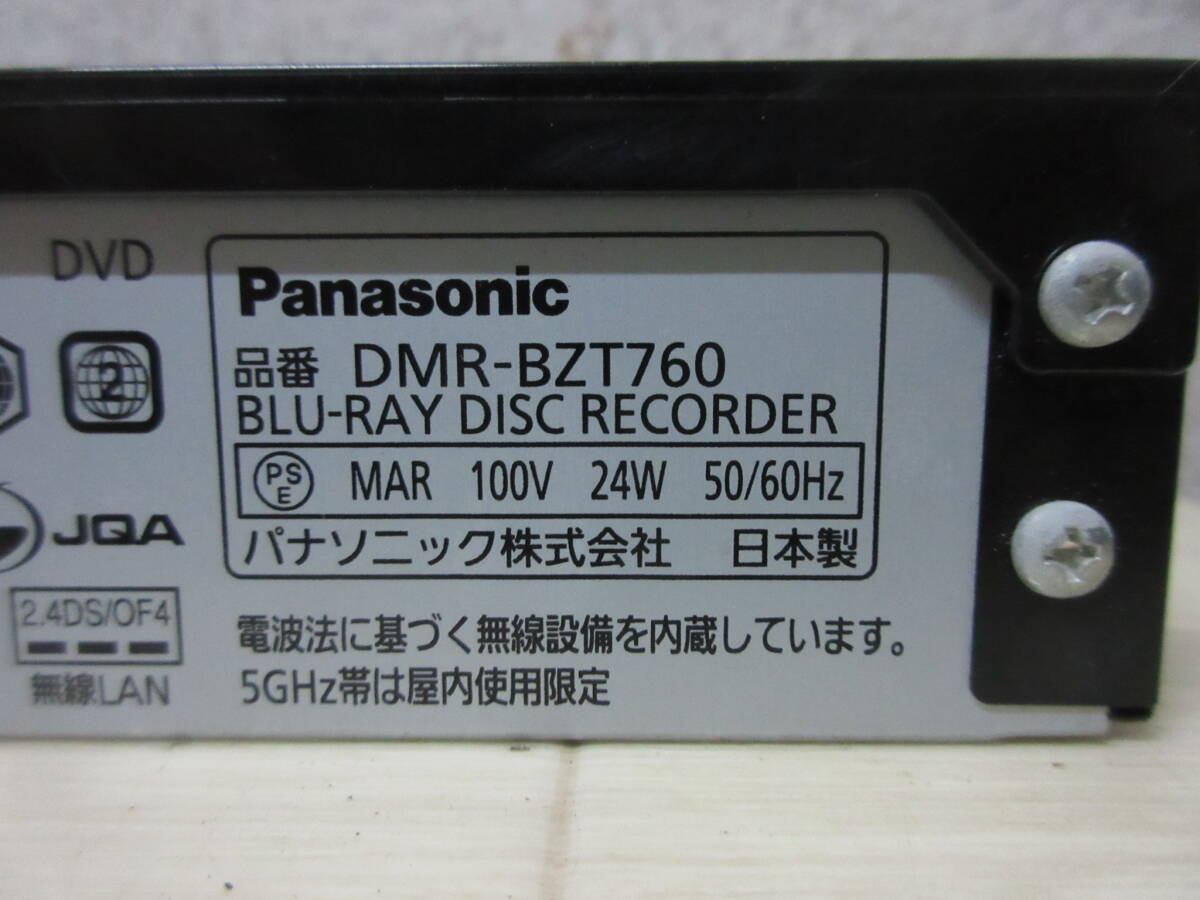 DVD
2
JQA
2.4DS/OF4
無線LAN
Panasonic
品番 DMR-BZT760
BLU-RAY DISC RECORDER
PS E MAR 100V 24W 50/60Hz
パナソニック株式会社 日本製
電波法に基づく無線設備を内蔵しています。
5GHz帯は屋内使用限定